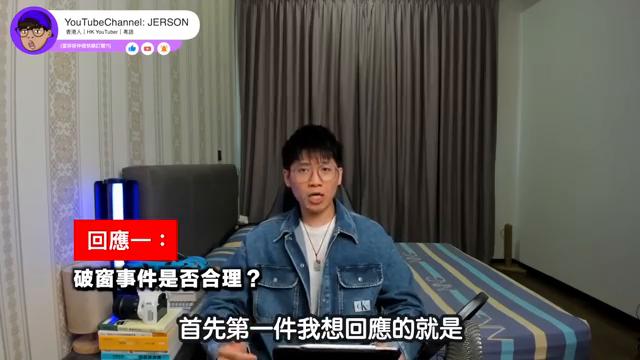 YouTubeChannel: JERSON
香港人｜HK YouTuber｜粵語
回應一：
破窗事件是否合理？
首先第一件我想回應的就是